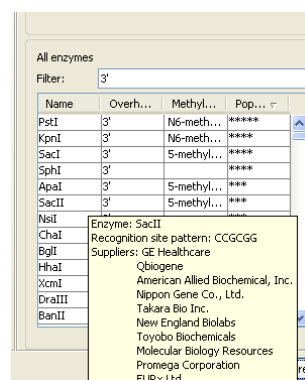 All enzymes
Filter: 3'
Name Overh... Methyl... Pop...
PstI 3' N6-meth... *****
KpnI 3' N6-meth... ****
SacI 3' 5-methyl... ****
SphI 3' ****
ApaI 3' 5-methyl... ***
SacII 3' 5-methyl... ***
NsiI
ChaI
BglI
HhaI
XcmI
DraIII
BanII
Enzyme: SacII
Recognition site pattern: CCGCGG
Suppliers: GE Healthcare
Qbiogene
American Allied Biochemical, Inc.
Nippon Gene Co., Ltd.
Takara Bio Inc.
New England Biolabs
Toyobo Biochemicals
Molecular Biology Resources
Promega Corporation
EURx Ltd.